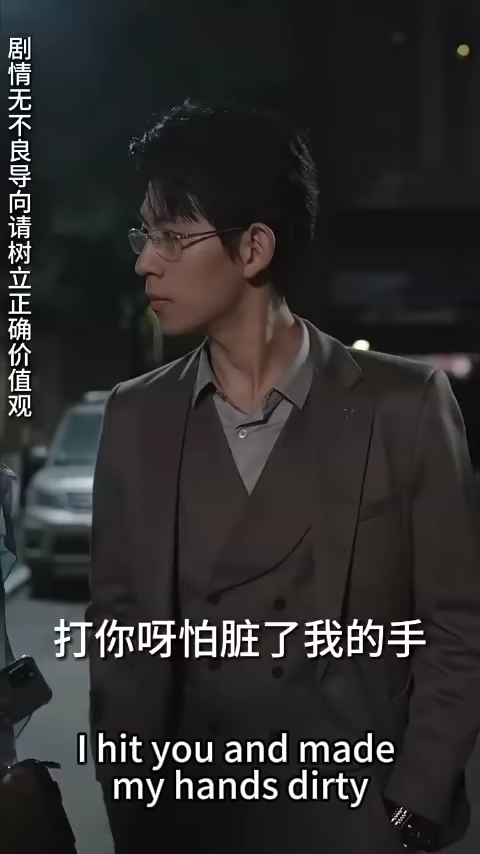 剧情无不良导向请树立正确价值观
打你呀怕脏了我的手
I hit you and made
my hands dirty